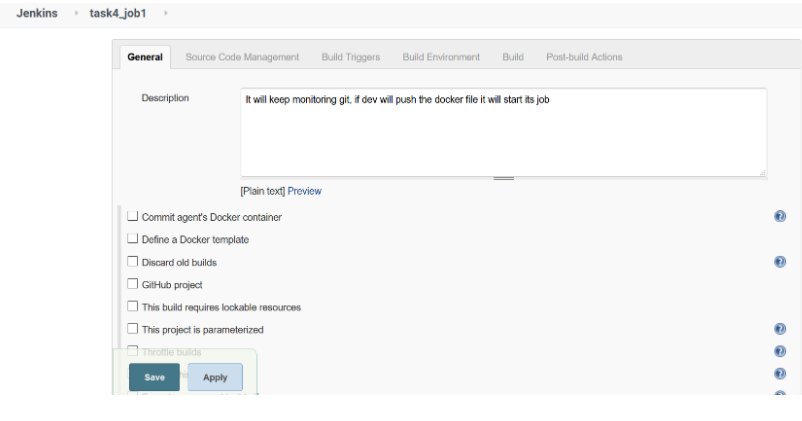 Jenkins task4_job1
General Source Code Management Build Triggers Build Environment Build Post-build Actions
Description
It will keep monitoring git, if dev will push the docker file it will start its job
[Plain text] Preview
Commit agent's Docker container
Define a Docker template
Discard old builds
GitHub project
This build requires lockable resources
This project is parameterized
Throttle builds
Save Apply